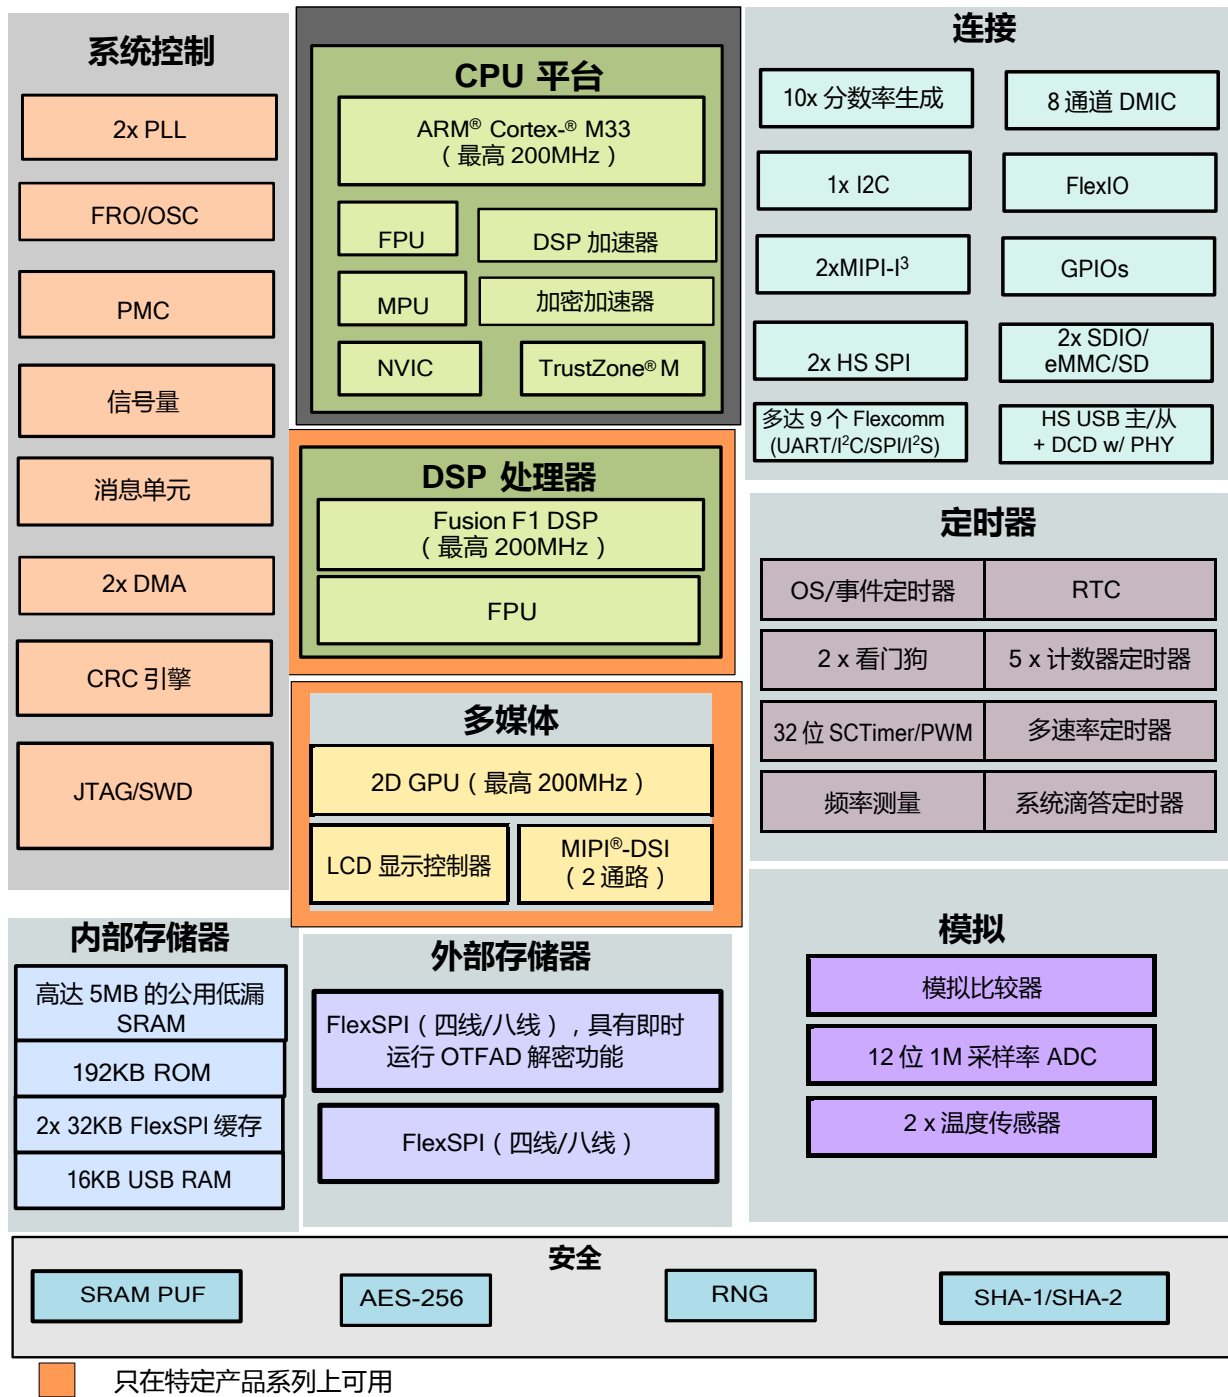 系统控制
2x PLL
FRO/OSC
PMC
信号量
消息单元
2x DMA
CRC 引擎
JTAG/SWD
CPU 平台
ARM® Cortex-® M33
（最高 200MHz）
FPU
DSP 加速器
MPU
加密加速器
NVIC
TrustZone® M
DSP 处理器
Fusion F1 DSP
（最高 200MHz）
FPU
多媒体
2D GPU（最高 200MHz）
LCD 显示控制器
MIPI®-DSI
（2 通路）
连接
10x 分数率生成
8 通道 DMIC
1x I2C
FlexIO
2xMIPI-I³
GPIOs
2x HS SPI
2x SDIO/
eMMC/SD
多达 9 个 Flexcomm
(UART/I²C/SPI/I²S)
HS USB 主/从
+ DCD w/ PHY
定时器
OS/事件定时器
RTC
2 x 看门狗
5 x 计数器定时器
32 位 SCTimer/PWM
多速率定时器
频率测量
系统滴答定时器
内部存储器
高达 5MB 的公用低漏
SRAM
192KB ROM
2x 32KB FlexSPI 缓存
16KB USB RAM
外部存储器
FlexSPI（四线/八线），具有即时
运行 OTFAD 解密功能
FlexSPI（四线/八线）
模拟
模拟比较器
12 位 1M 采样率 ADC
2 x 温度传感器
安全
SRAM PUF
AES-256
RNG
SHA-1/SHA-2
只在特定产品系列上可用